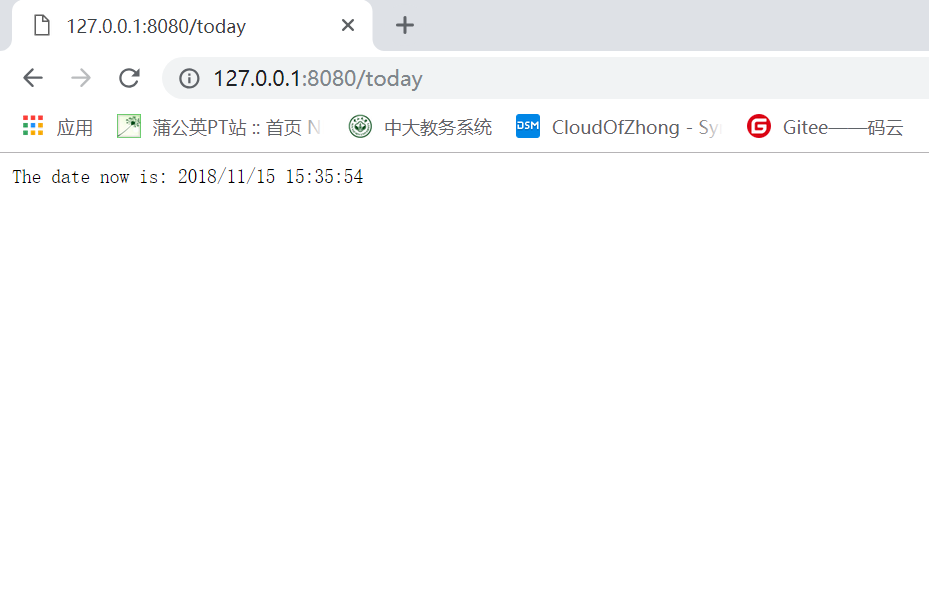 127.0.0.1:8080/today
127.0.0.1:8080/today
应用 蒲公英PT站 :: 首页 N 中大教务系统 DSM CloudOfZhong - Sy Gitee——码云
The date now is: 2018/11/15 15:35:54